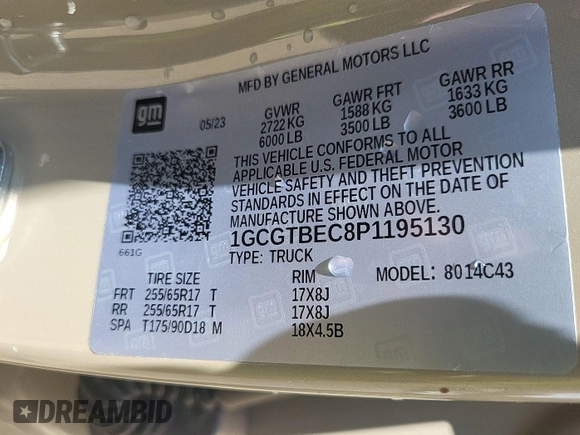 MFD BY GENERAL MOTORS LLC
gm
05/23 GVWR GAWR FRT GAWR RR
2722 KG 1588 KG 1633 KG
6000 LB 3500 LB 3600 LB
THIS VEHICLE CONFORMS TO ALL
APPLICABLE U.S. FEDERAL MOTOR
VEHICLE SAFETY AND THEFT PREVENTION
STANDARDS IN EFFECT ON THE DATE OF
MANUFACTURE SHOWN ABOVE.
1GCGTBEC8P1195130
661G TYPE: TRUCK
MODEL: 8014C43
TIRE SIZE RIM
FRT 255/65R17 T 17X8J
RR 255/65R17 T 17X8J
SPA T175/90D18 M 18X4.5B
DREAMBID